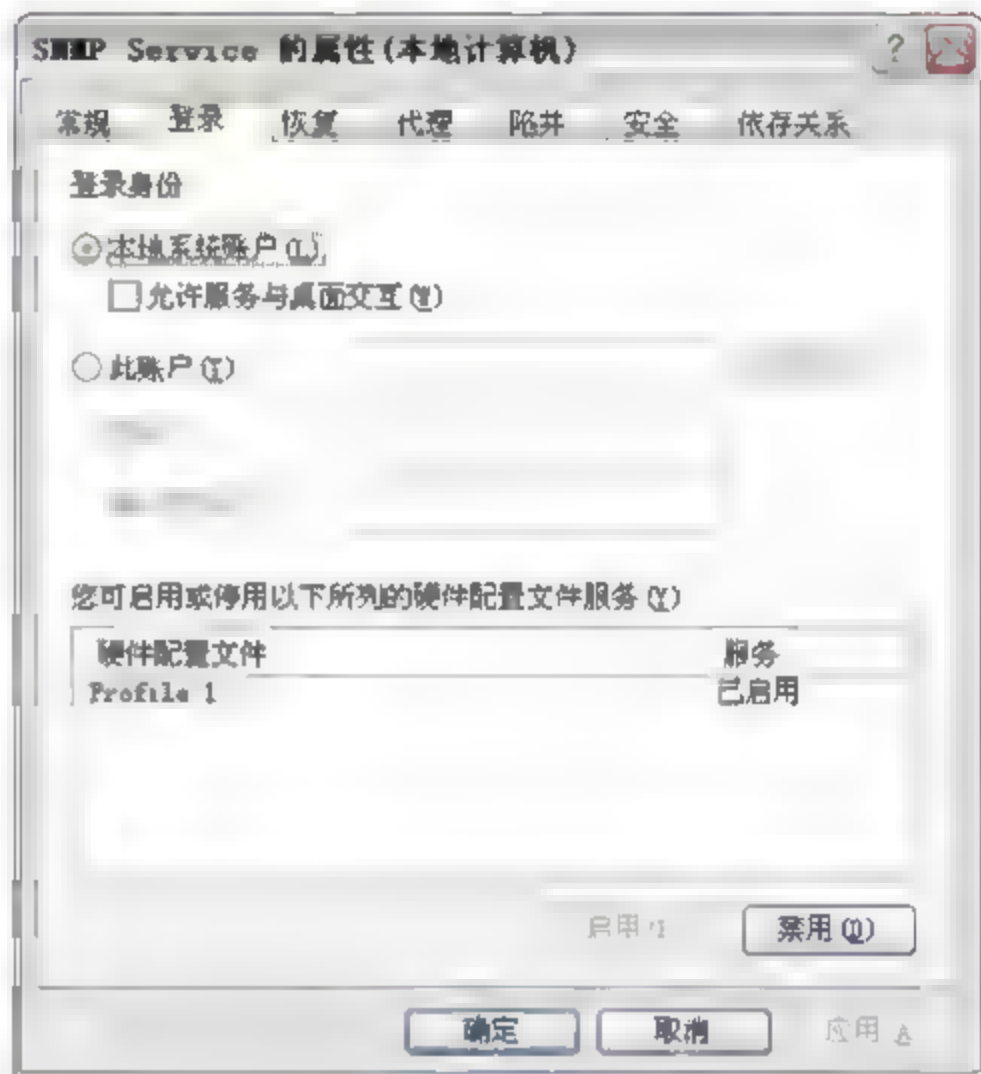 SNMP Service 的属性(本地计算机)
常规 登录 恢复 代理 陷井 安全 依存关系
登录身份
本地系统账户(L)
允许服务与桌面交互(W)
此账户(T)
您可启用或停用以下所列的硬件配置文件服务(Y)
硬件配置文件 服务
Profile 1 已启用
启用 禁用(D)
确定 取消 应用 A